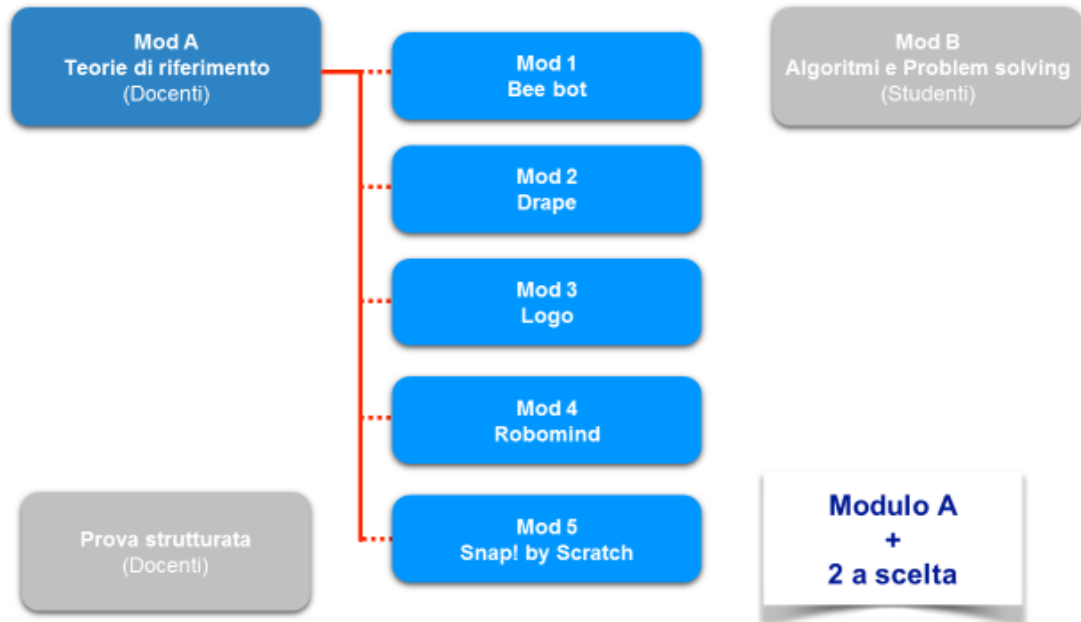 Mod A
Teorie di riferimento
(Docenti)
Mod 1
Bee bot
Mod B
Algoritmi e Problem solving
(Studenti)
Mod 2
Drape
Mod 3
Logo
Mod 4
Robomind
Prova strutturata
(Docenti)
Mod 5
Snap! by Scratch
Modulo A
+
2 a scelta